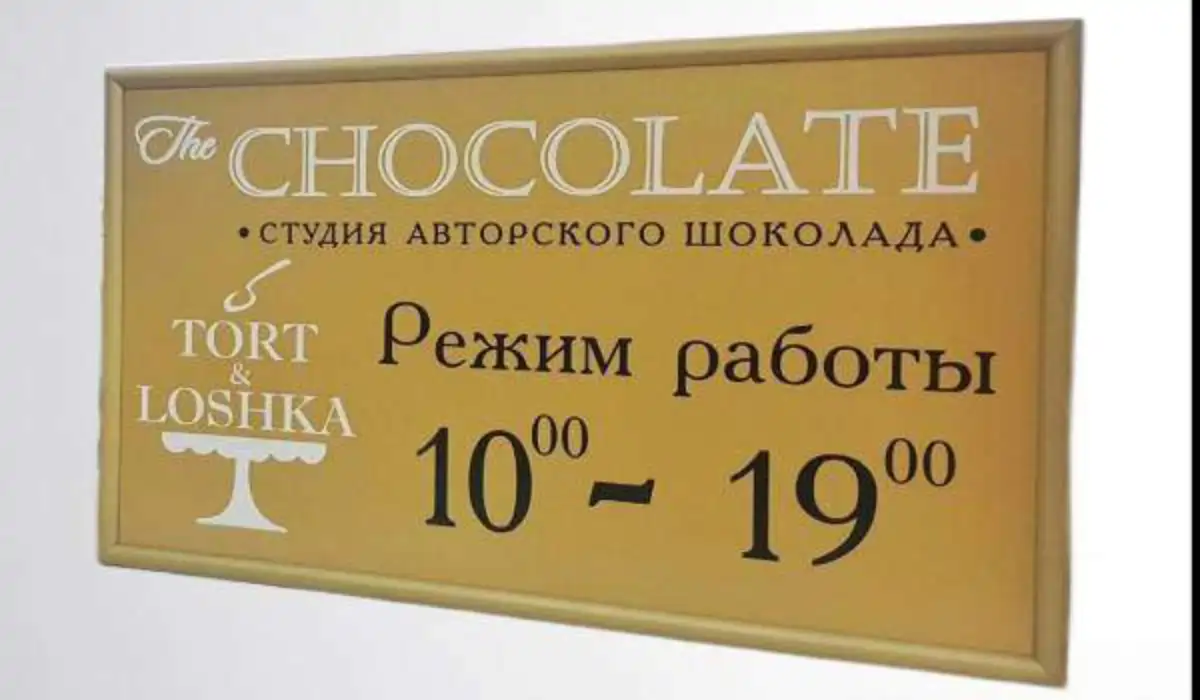 The CHOCOLATE
• СТУДИЯ АВТОРСКОГО ШОКОЛАДА •
TORT
&
LOSHKA
Режим работы
10⁰⁰ - 19⁰⁰